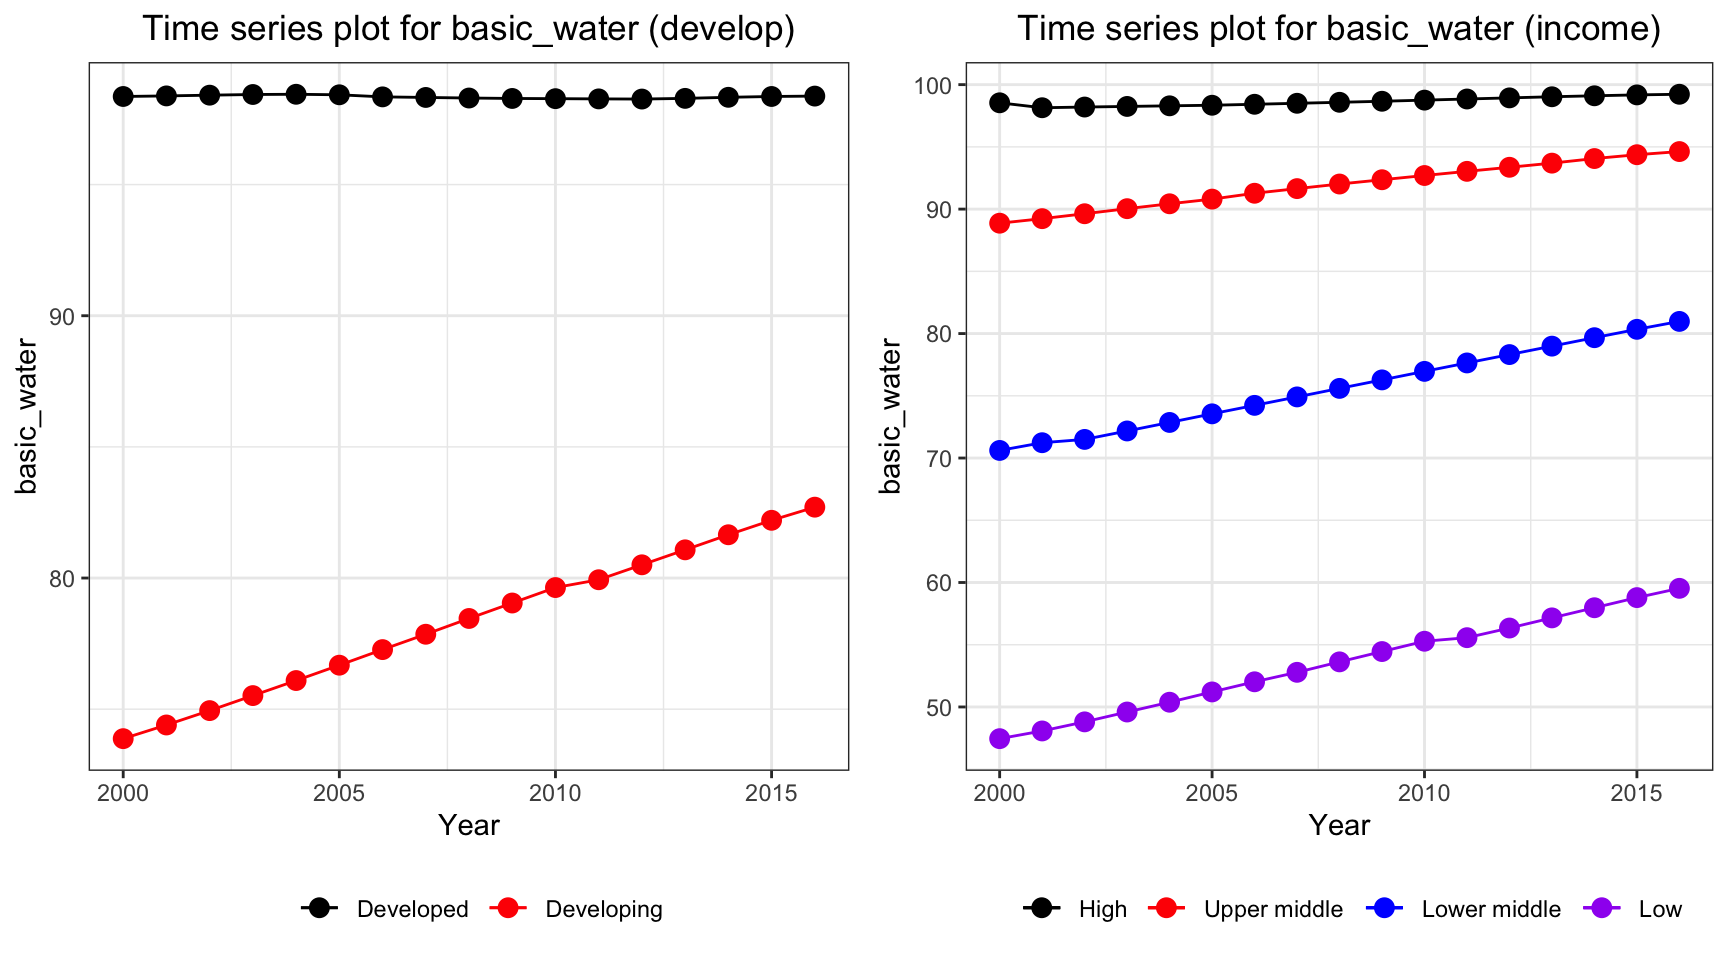 Time series plot for basic_water (develop)
basic_water
90
80
2000 2005 2010 2015
Year
Developed Developing
Time series plot for basic_water (income)
basic_water
100
90
80
70
60
50
2000 2005 2010 2015
Year
High Upper middle Lower middle Low